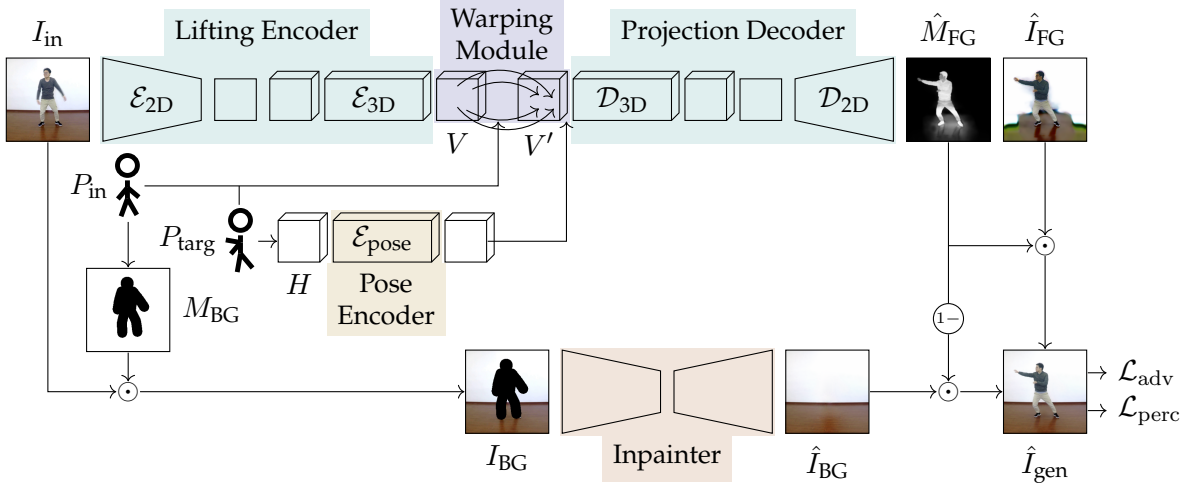 I_in
Lifting Encoder
Warping
Module
Projection Decoder
M̂_FG
Î_FG
ℰ_2D
ℰ_3D
V
V′
𝒟_3D
𝒟_2D
P_in
P_targ
H
ℰ_pose
Pose
Encoder
M_BG
1−
I_BG
Inpainter
Î_BG
Î_gen
ℒ_adv
ℒ_perc